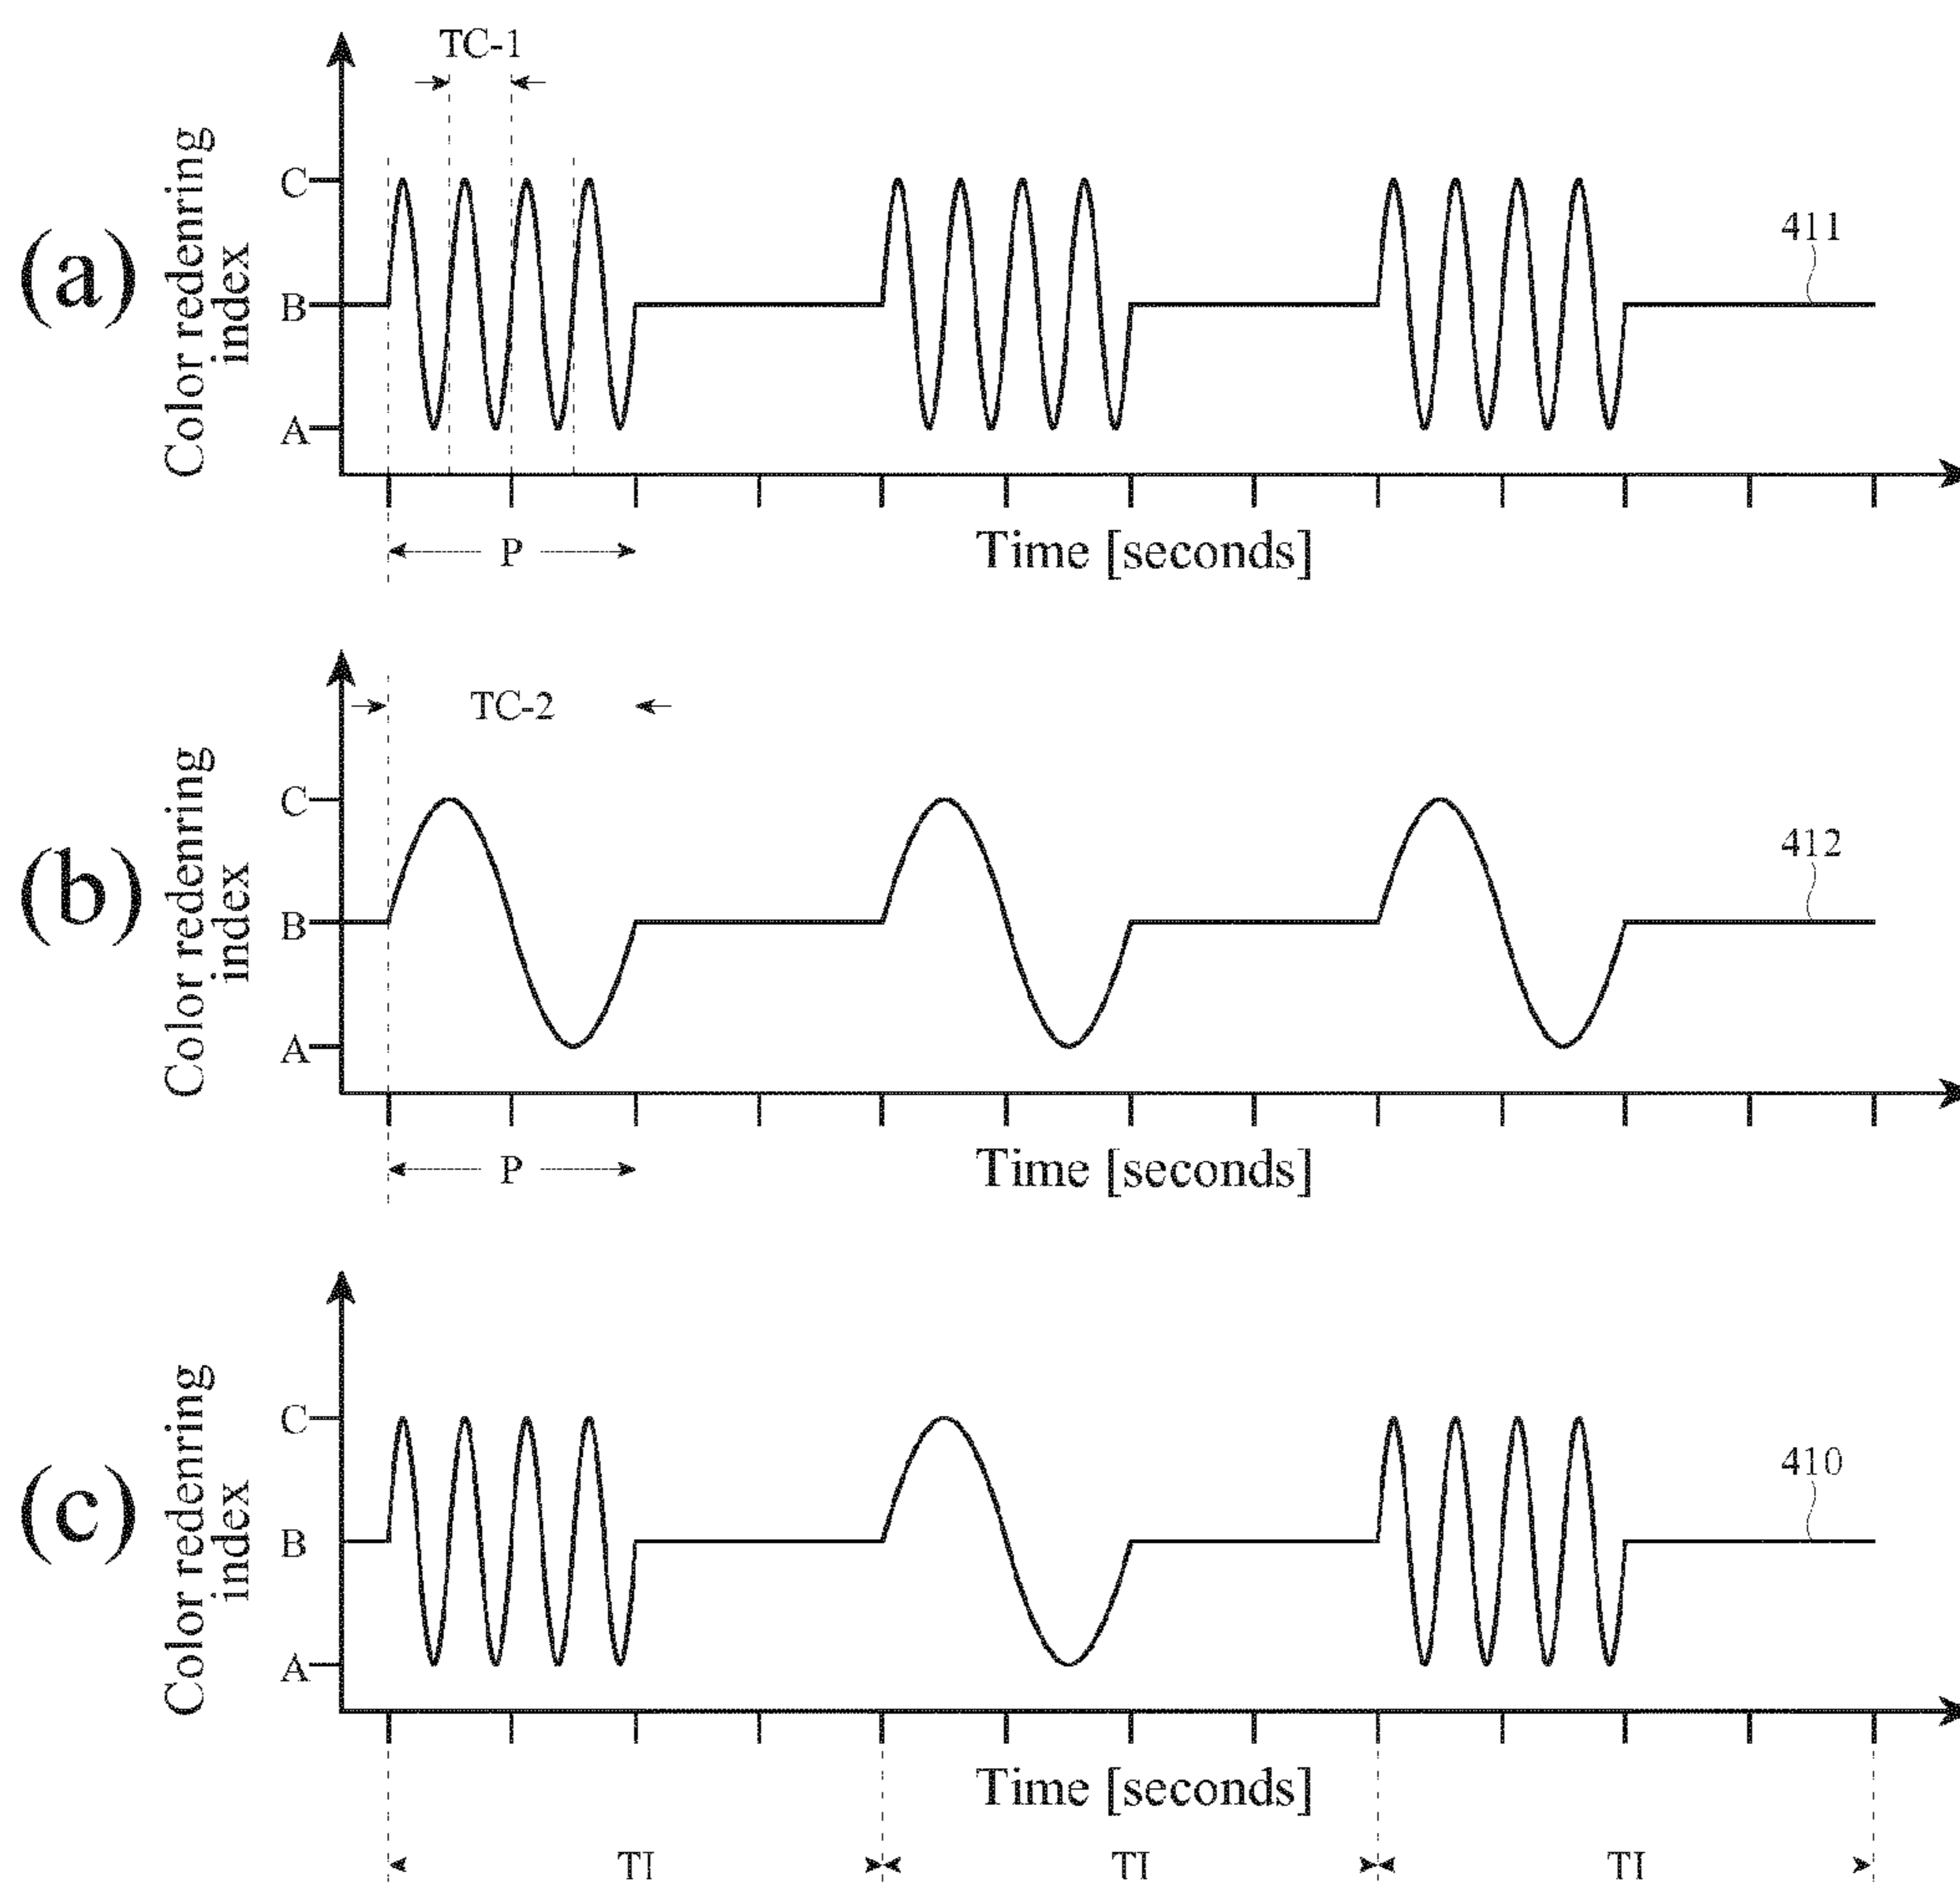 (a)
Color redenring
index
TC-1
C
B
A
411
P
Time [seconds]
(b)
Color redenring
index
TC-2
C
B
A
412
P
Time [seconds]
(c)
Color redenring
index
C
B
A
410
Time [seconds]
TI
TI
TI